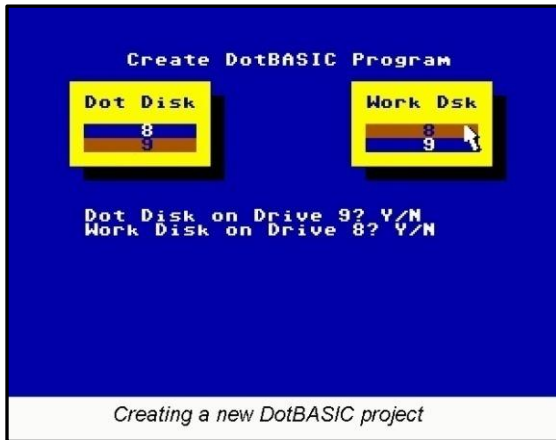 Create DotBASIC Program
Dot Disk
8
9
Work Dsk
8
9
Dot Disk on Drive 9? Y/N
Work Disk on Drive 8? Y/N
Creating a new DotBASIC project